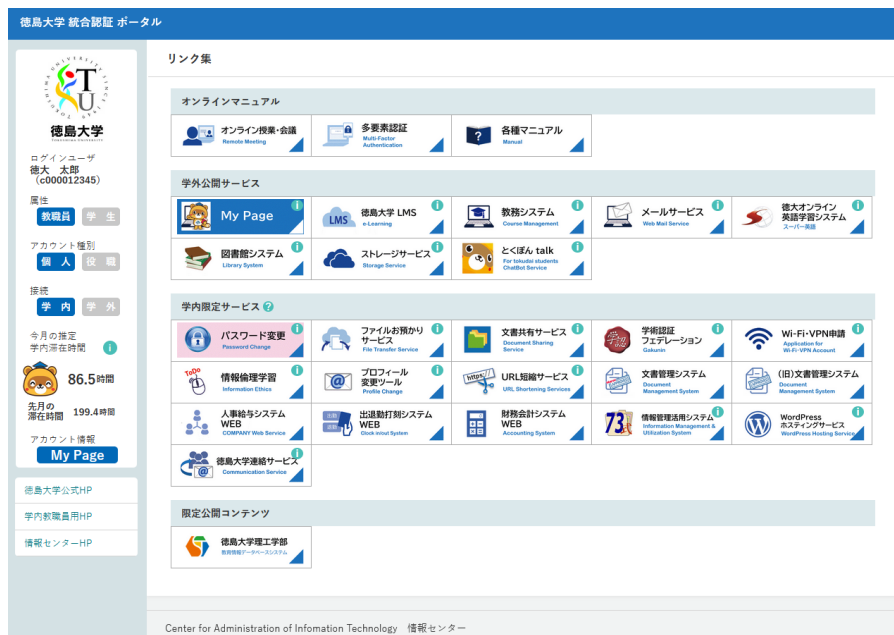 徳島大学 統合認証 ポータル
徳島大学
ログインユーザ
徳大 太郎
(c000012345)
属性
教職員 学 生
アカウント種別
個 人 役 職
接続
学 内 学 外
今月の推定
学内滞在時間
86.5時間
先月の
滞在時間 199.4時間
アカウント情報
My Page
徳島大学公式HP
学内教職員用HP
情報センターHP
リンク集
オンラインマニュアル
オンライン授業・会議
Remote Meeting
多要素認証
Multi-Factor
Authentication
各種マニュアル
Manual
学外公開サービス
My Page
LMS
徳島大学 LMS
e-Learning
教務システム
Course Management
メールサービス
Web Mail Service
徳大オンライン
英語学習システム
スーパー英語
図書館システム
Library System
ストレージサービス
Storage Service
とくぽん talk
For tokudai students
ChatBot Service
学内限定サービス ?
パスワード変更
Password Change
ファイルお預かり
サービス
File Transfer Service
文書共有サービス
Document Sharing
Service
学術認証
フェデレーション
Gakunin
Wi-Fi・VPN申請
Application for
Wi-Fi・VPN Account
ToDo
情報倫理学習
Information Ethics
プロフィール
変更ツール
Profile Change
https://
URL短縮サービス
URL Shortening Services
文書管理システム
Document
Management System
(旧)文書管理システム
Document
Management System
人事給与システム
WEB
COMPANY Web Service
出退勤打刻システム
WEB
Clock in/out System
財務会計システム
WEB
Accounting System
73
情報管理活用システム
Information Management &
Utilization System
WordPress
ホスティングサービス
WordPress Hosting Service
徳島大学連絡サービス
Communication Service
限定公開コンテンツ
徳島大学理工学部
教育情報データベースシステム
Center for Administration of Infomation Technology 情報センター